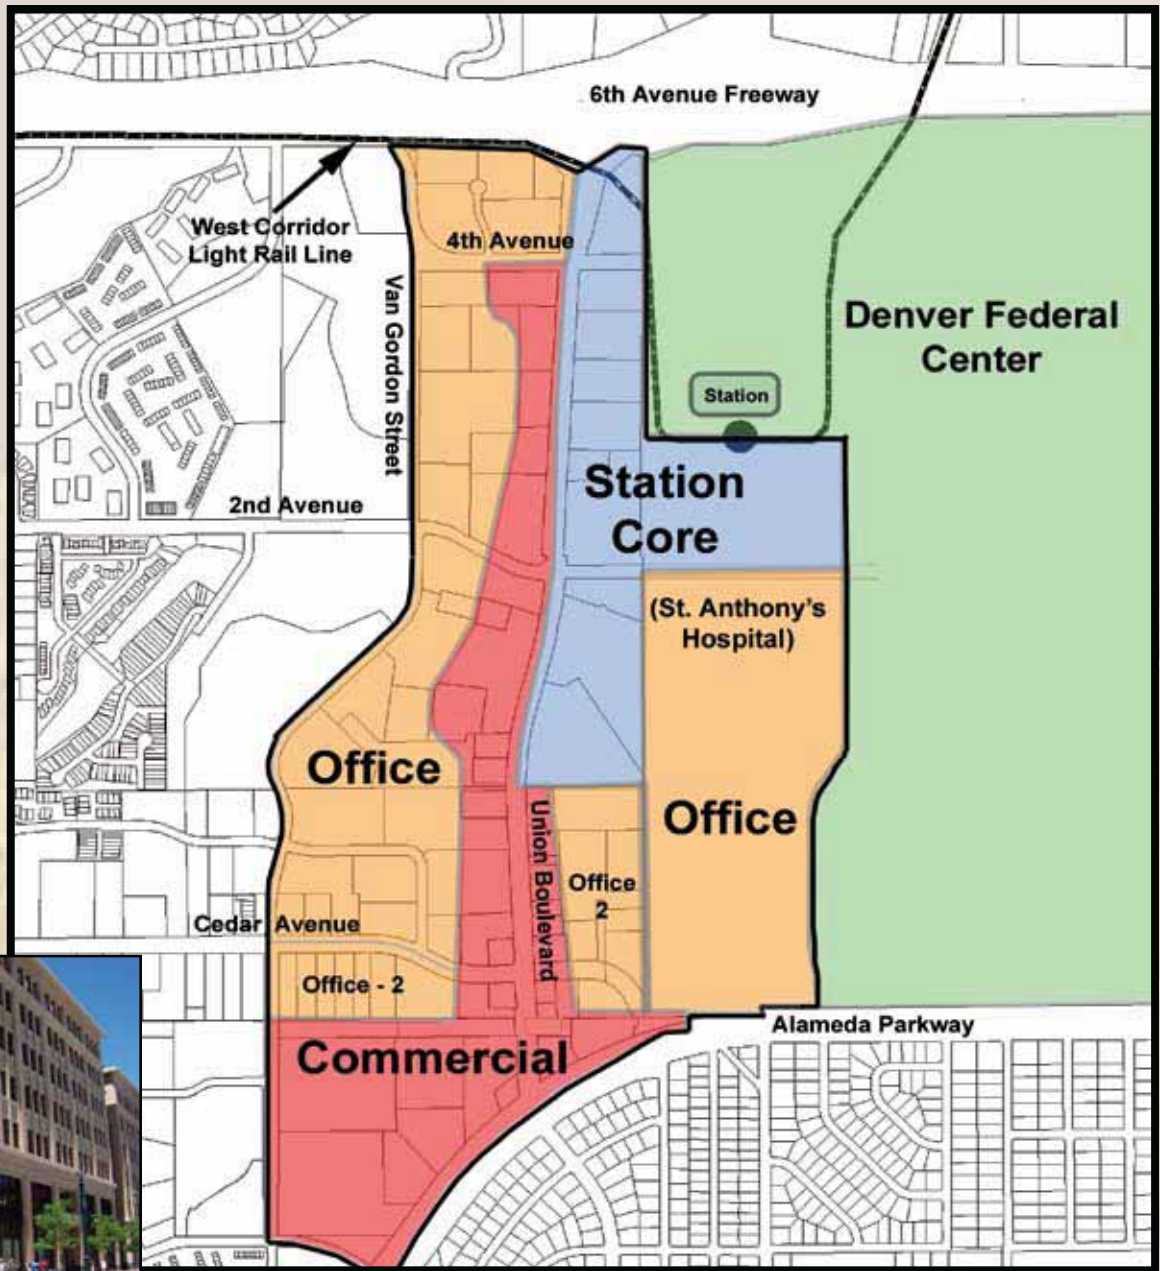 6th Avenue Freeway
West Corridor
Light Rail Line
4th Avenue
Van Gordon Street
Denver Federal
Center
Station
Station
Core
2nd Avenue
(St. Anthony's
Hospital)
Office
Office
Union Boulevard
Office
2
Cedar Avenue
Office - 2
Alameda Parkway
Commercial